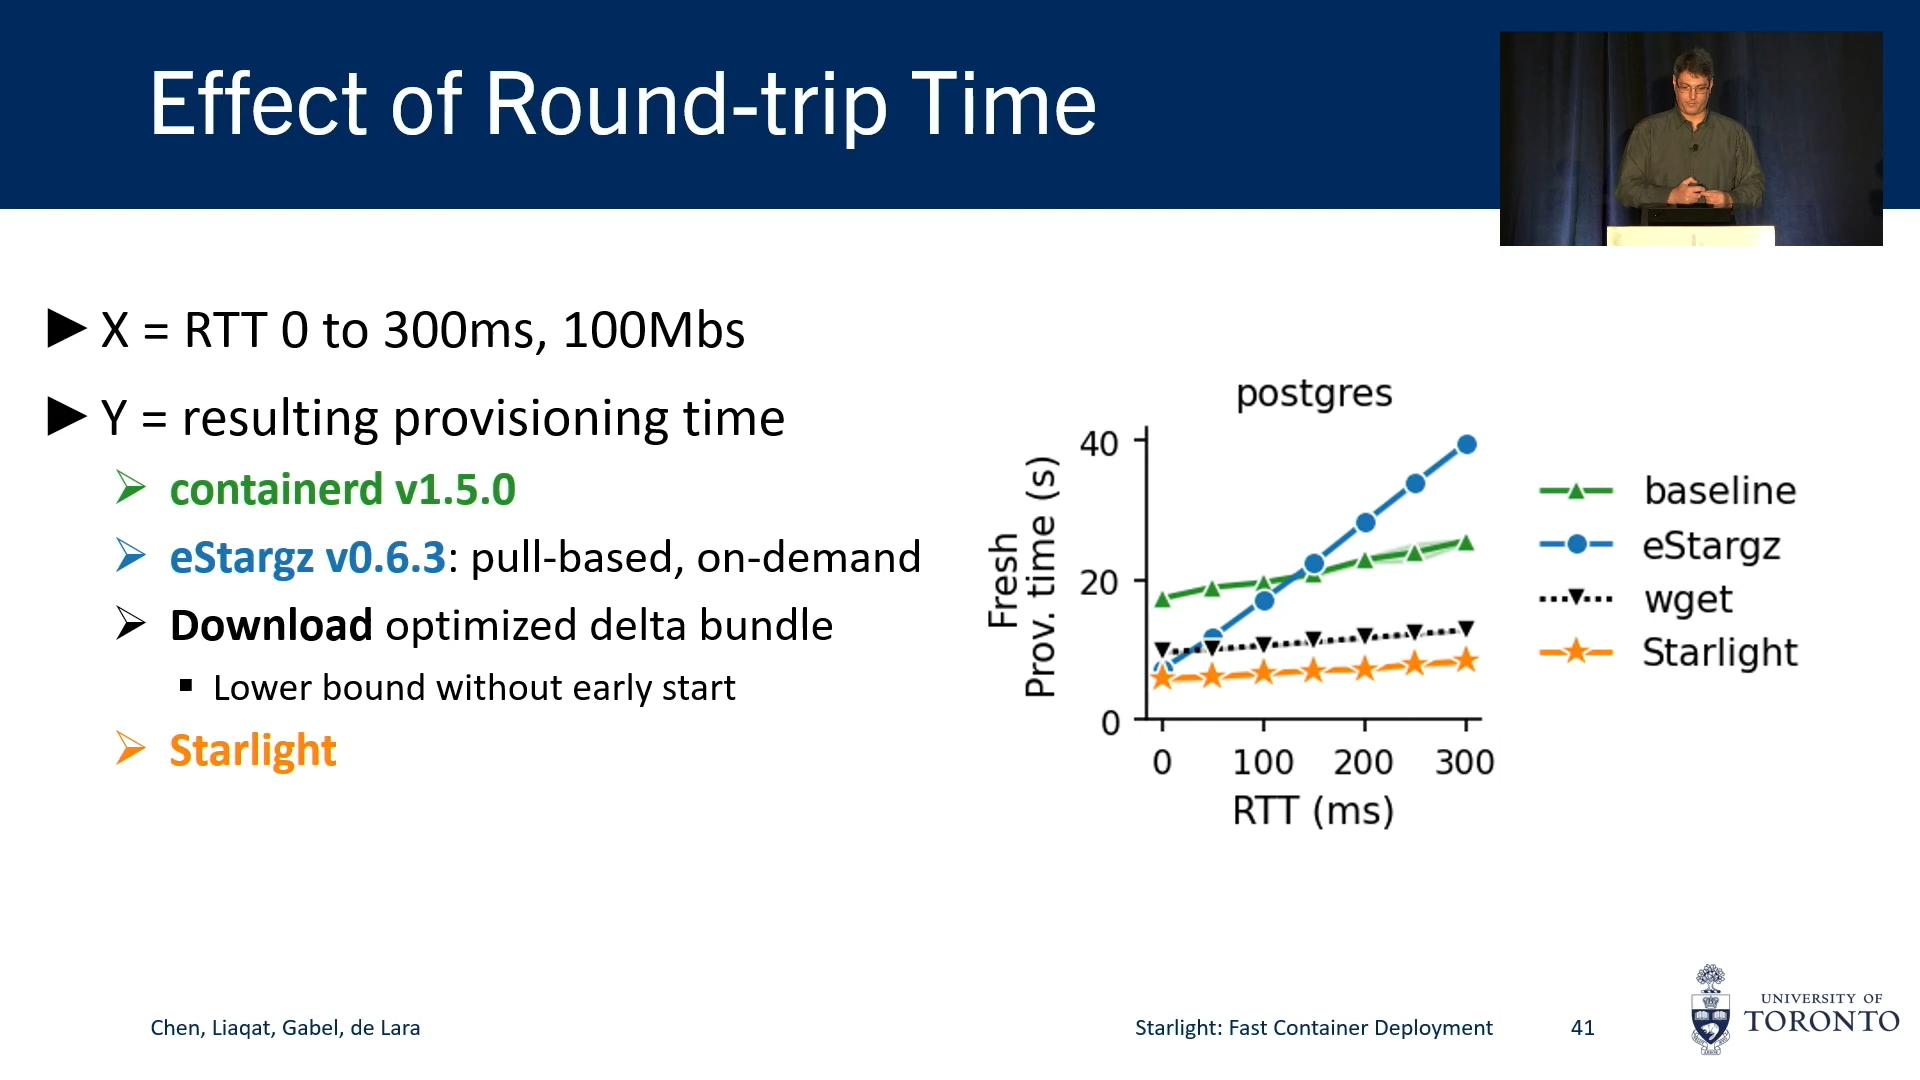 Effect of Round-trip Time
X = RTT 0 to 300ms, 100Mbs
Y = resulting provisioning time
containerd v1.5.0
eStargz v0.6.3: pull-based, on-demand
Download optimized delta bundle
Lower bound without early start
Starlight
postgres
Fresh
Prov. time (s)
40
20
0
0 100 200 300
RTT (ms)
baseline
eStargz
wget
Starlight
Chen, Liaqat, Gabel, de Lara
Starlight: Fast Container Deployment
41
UNIVERSITY OF
TORONTO